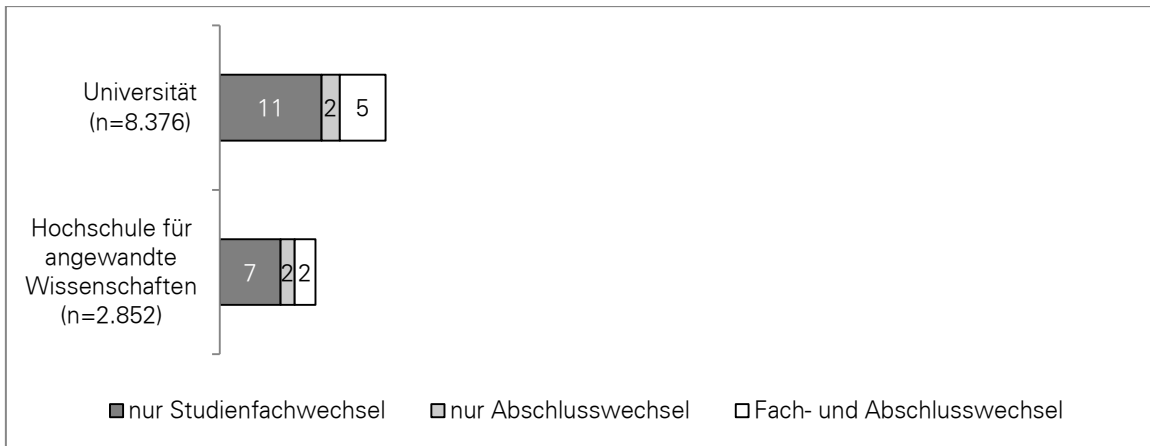 Universität
(n=8.376)
11 2 5
Hochschule für
angewandte
Wissenschaften
(n=2.852)
7 2 2
nur Studienfachwechsel nur Abschlusswechsel Fach- und Abschlusswechsel